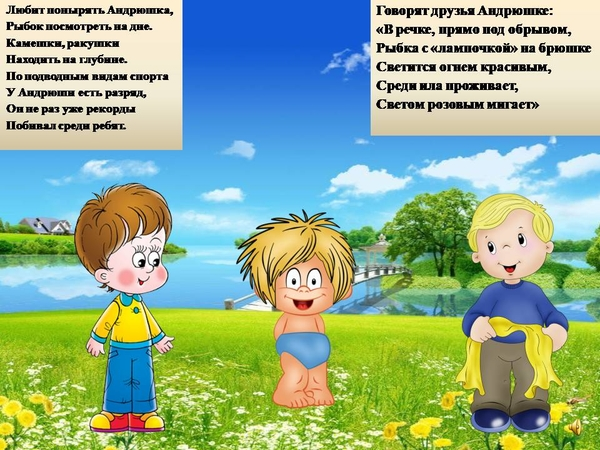 Любит понырять Андрюшка,
Рыбок посмотреть на дне.
Камешки, ракушки
Находить на глубине.
По подводным видам спорта
У Андрюши есть разряд,
Он не раз уже рекорды
Побивал среди ребят.
Говорят друзья Андрюшке:
«В речке, прямо под обрывом,
Рыбка с «лампочкой» на брюшке
Светится огнем красивым,
Среди ила проживает,
Светом розовым мигает»